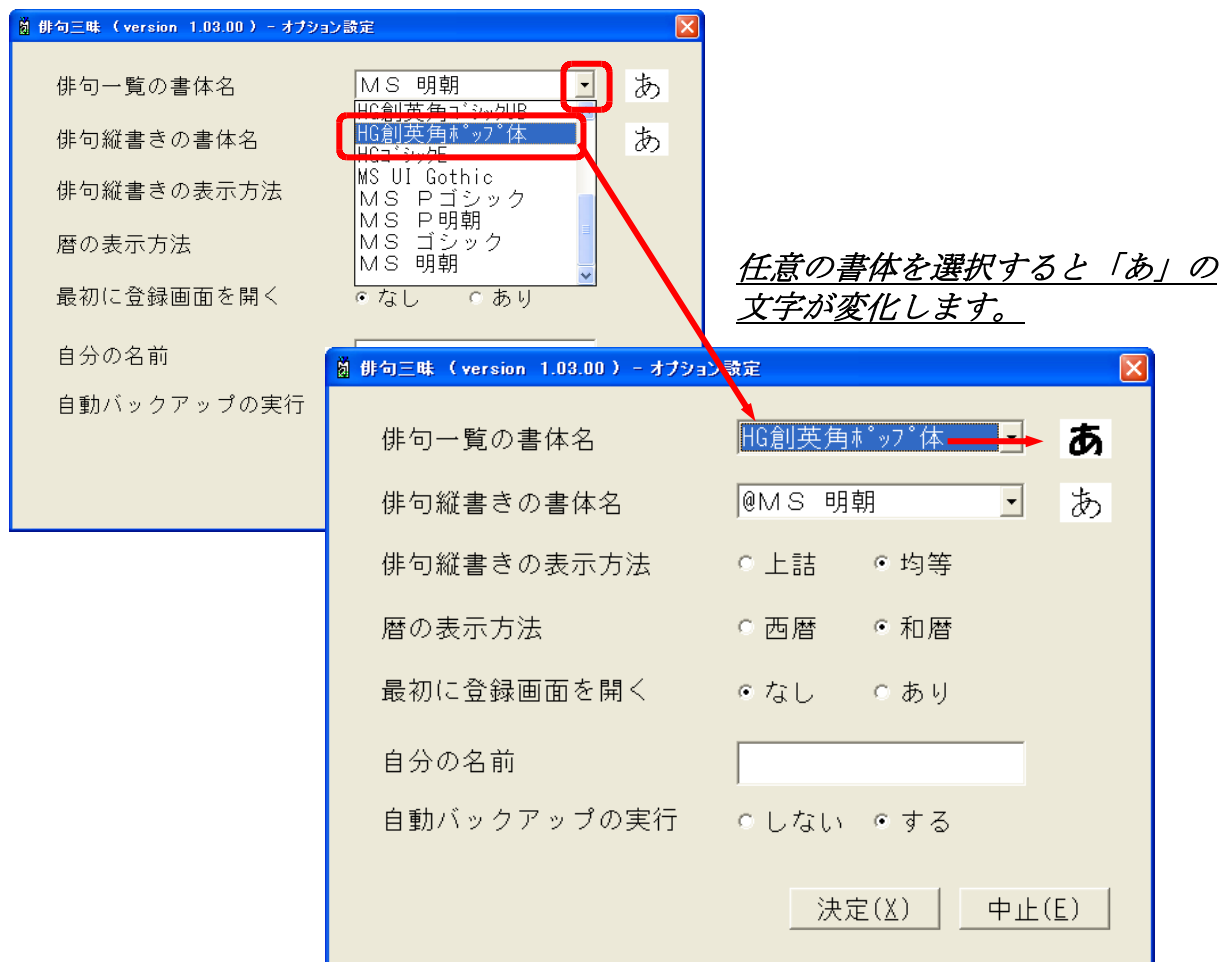 俳句三昧 （ version 1.03.00 ） - オプション設定
俳句一覧の書体名
ＭＳ 明朝
あ
HG創英角ｺﾞｼｯｸUB
HG創英角ﾎﾟｯﾌﾟ体
HGｺﾞｼｯｸE
MS UI Gothic
ＭＳ Ｐゴシック
ＭＳ Ｐ明朝
ＭＳ ゴシック
ＭＳ 明朝
俳句縦書きの書体名
あ
俳句縦書きの表示方法
暦の表示方法
最初に登録画面を開く
なし あり
自分の名前
自動バックアップの実行
任意の書体を選択すると「あ」の
文字が変化します。
俳句三昧 （ version 1.03.00 ） - オプション設定
俳句一覧の書体名 HG創英角ﾎﾟｯﾌﾟ体 あ
俳句縦書きの書体名 @ＭＳ 明朝 あ
俳句縦書きの表示方法 上詰 均等
暦の表示方法 西暦 和暦
最初に登録画面を開く なし あり
自分の名前
自動バックアップの実行 しない する
決定(X) 中止(E)